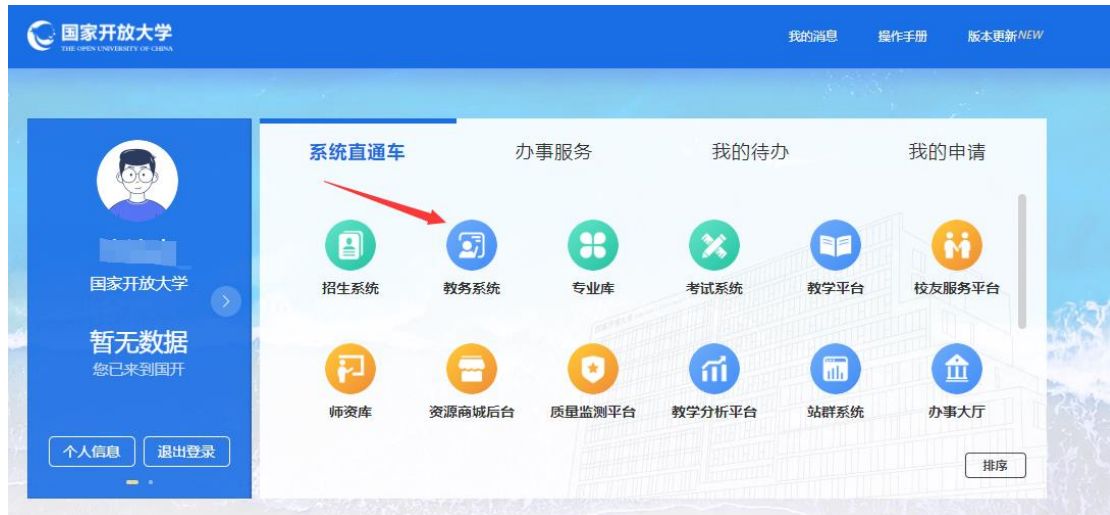 国家开放大学
THE OPEN UNIVERSITY OF CHINA
我的消息 操作手册 版本更新NEW
系统直通车 办事服务 我的待办 我的申请
国家开放大学
暂无数据
您已来到国开
个人信息 退出登录
招生系统 教务系统 专业库 考试系统 教学平台 校友服务平台
师资库 资源商城后台 质量监测平台 教学分析平台 站群系统 办事大厅
排序